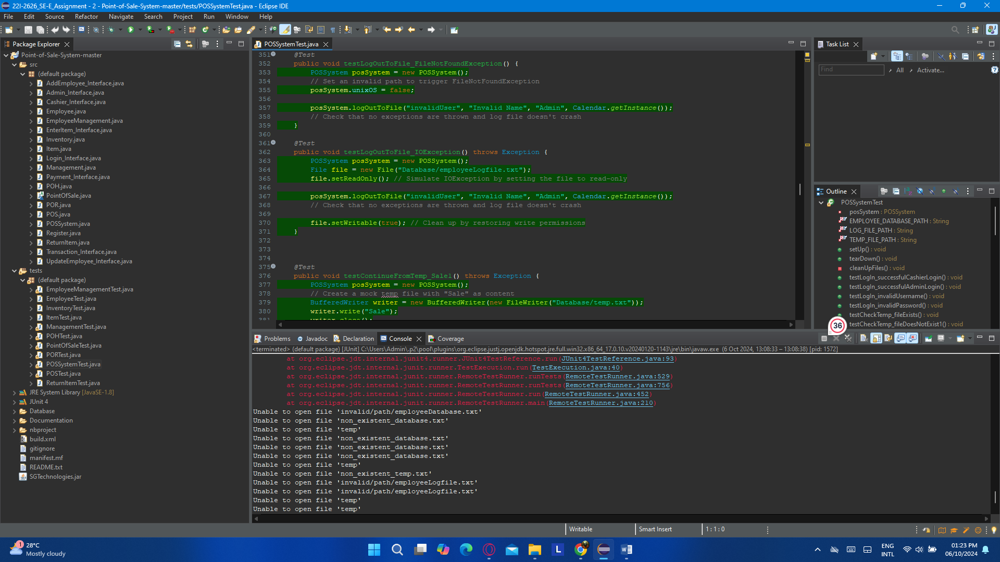 22I-2626_SE-E_Assignment - 2 - Point-of-Sale-System-master/tests/POSSystemTest.java - Eclipse IDE
File Edit Source Refactor Navigate Search Project Run Window Help
Package Explorer
Point-of-Sale-System-master
src
(default package)
AddEmployee_Interface.java
Admin_Interface.java
Cashier_Interface.java
Employee.java
EmployeeManagement.java
EnterItem_Interface.java
Inventory.java
Item.java
Login_Interface.java
Management.java
Payment_Interface.java
POH.java
PointOfSale.java
POR.java
POS.java
POSSystem.java
Register.java
ReturnItem.java
Transaction_Interface.java
UpdateEmployee_Interface.java
tests
(default package)
EmployeeManagementTest.java
EmployeeTest.java
InventoryTest.java
ItemTest.java
ManagementTest.java
POHTest.java
PointOfSaleTest.java
PORTest.java
POSSystemTest.java
POSTest.java
ReturnItemTest.java
JRE System Library [JavaSE-1.8]
JUnit 4
Database
Documentation
nbproject
build.xml
gitignore
manifest.mf
README.txt
SGTechnologies.jar
POSSystemTest.java
351 @Test
352 public void testLogOutToFile_FileNotFoundException() {
353 POSSystem posSystem = new POSSystem();
354 // Set an invalid path to trigger FileNotFoundException
355 posSystem.unixOS = false;
356
357 posSystem.logOutToFile("invalidUser", "Invalid Name", "Admin", Calendar.getInstance());
358 // Check that no exceptions are thrown and log file doesn't crash
359 }
360
361 @Test
362 public void testLogOutToFile_IOException() throws Exception {
363 POSSystem posSystem = new POSSystem();
364 File file = new File("Database/employeeLogfile.txt");
365 file.setReadOnly(); // Simulate IOException by setting the file to read-only
366
367 posSystem.logOutToFile("invalidUser", "Invalid Name", "Admin", Calendar.getInstance());
368 // Check that no exceptions are thrown and log file doesn't crash
369
370 file.setWritable(true); // Clean up by restoring write permissions
371 }
372
373
374
375 @Test
376 public void testContinueFromTemp_Sale1() throws Exception {
377 POSSystem posSystem = new POSSystem();
378 // Create a mock temp file with "Sale" as content
379 BufferedWriter writer = new BufferedWriter(new FileWriter("Database/temp.txt"));
380 writer.write("Sale");
381 writer.close();
Task List
Find
All
Activate...
Outline
POSSystemTest
posSystem : POSSystem
EMPLOYEE_DATABASE_PATH : String
LOG_FILE_PATH : String
TEMP_FILE_PATH : String
setUp() : void
tearDown() : void
cleanUpFiles() : void
testLogIn_successfulCashierLogin() : void
testLogIn_successfulAdminLogin() : void
testLogIn_invalidUsername() : void
testLogIn_invalidPassword() : void
testCheckTemp_fileExists() : void
testCheckTemp_fileDoesNotExist1() : void
36
Problems Javadoc Declaration Console Coverage
<terminated> (default package) [JUnit] C:\Users\Admin\.p2\pool\plugins\org.eclipse.justj.openjdk.hotspot.jre.full.win32.x86_64_17.0.10.v20240120-1143\jre\bin\javaw.exe (6 Oct 2024, 13:08:33 – 13:08:38) [pid: 1572]
at org.eclipse.jdt.internal.junit4.runner.JUnit4TestReference.run(JUnit4TestReference.java:93)
at org.eclipse.jdt.internal.junit.runner.TestExecution.run(TestExecution.java:40)
at org.eclipse.jdt.internal.junit.runner.RemoteTestRunner.runTests(RemoteTestRunner.java:529)
at org.eclipse.jdt.internal.junit.runner.RemoteTestRunner.runTests(RemoteTestRunner.java:756)
at org.eclipse.jdt.internal.junit.runner.RemoteTestRunner.run(RemoteTestRunner.java:452)
at org.eclipse.jdt.internal.junit.runner.RemoteTestRunner.main(RemoteTestRunner.java:210)
Unable to open file 'invalid/path/employeeDatabase.txt'
Unable to open file 'non_existent_database.txt'
Unable to open file 'temp'
Unable to open file 'non_existent_database.txt'
Unable to open file 'non_existent_database.txt'
Unable to open file 'non_existent_database.txt'
Unable to open file 'temp'
Unable to open file 'non_existent_temp.txt'
Unable to open file 'invalid/path/employeeLogfile.txt'
Unable to open file 'invalid/path/employeeLogfile.txt'
Unable to open file 'temp'
Unable to open file 'temp'
Writable
Smart Insert
1 : 1 : 0
1
28°C
Mostly cloudy
L
ENG
INTL
01:23 PM
06/10/2024